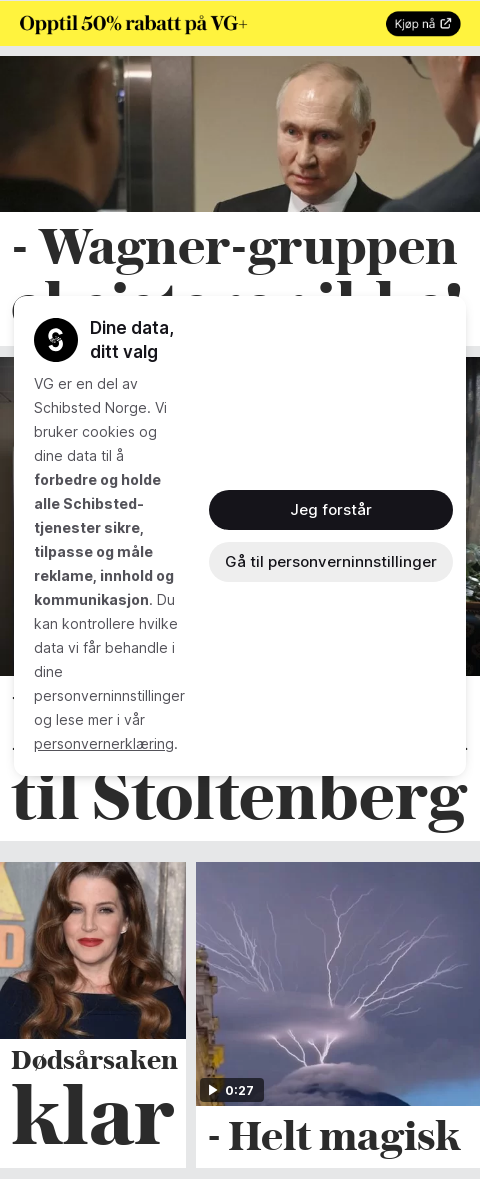 Opptil 50% rabatt på VG+
Kjøp nå
- Wagner-gruppen
Dine data,
ditt valg
VG er en del av
Schibsted Norge. Vi
bruker cookies og
dine data til å
forbedre og holde
alle Schibsted-
tjenester sikre,
tilpasse og måle
reklame, innhold og
kommunikasjon. Du
kan kontrollere hvilke
data vi får behandle i
dine
personverninnstillinger
og lese mer i vår
personvernerklæring.
Jeg forstår
Gå til personverninnstillinger
til Stoltenberg
Dødsårsaken
klar
0:27
- Helt magisk